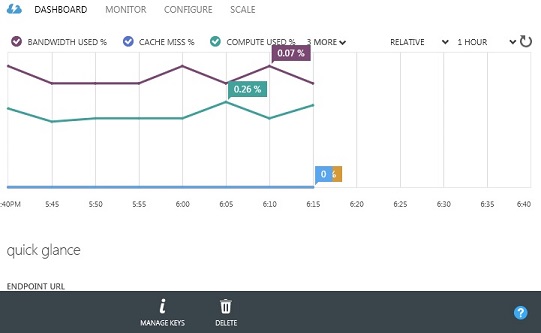 DASHBOARD MONITOR CONFIGURE SCALE
BANDWIDTH USED % CACHE MISS % COMPUTE USED % 3 MORE RELATIVE 1 HOUR
0.07 %
0.26 %
0 %
:40PM 5:45 5:50 5:55 6:00 6:05 6:10 6:15 6:20 6:25 6:30 6:35 6:40
quick glance
ENDPOINT URL
i
?
MANAGE KEYS DELETE